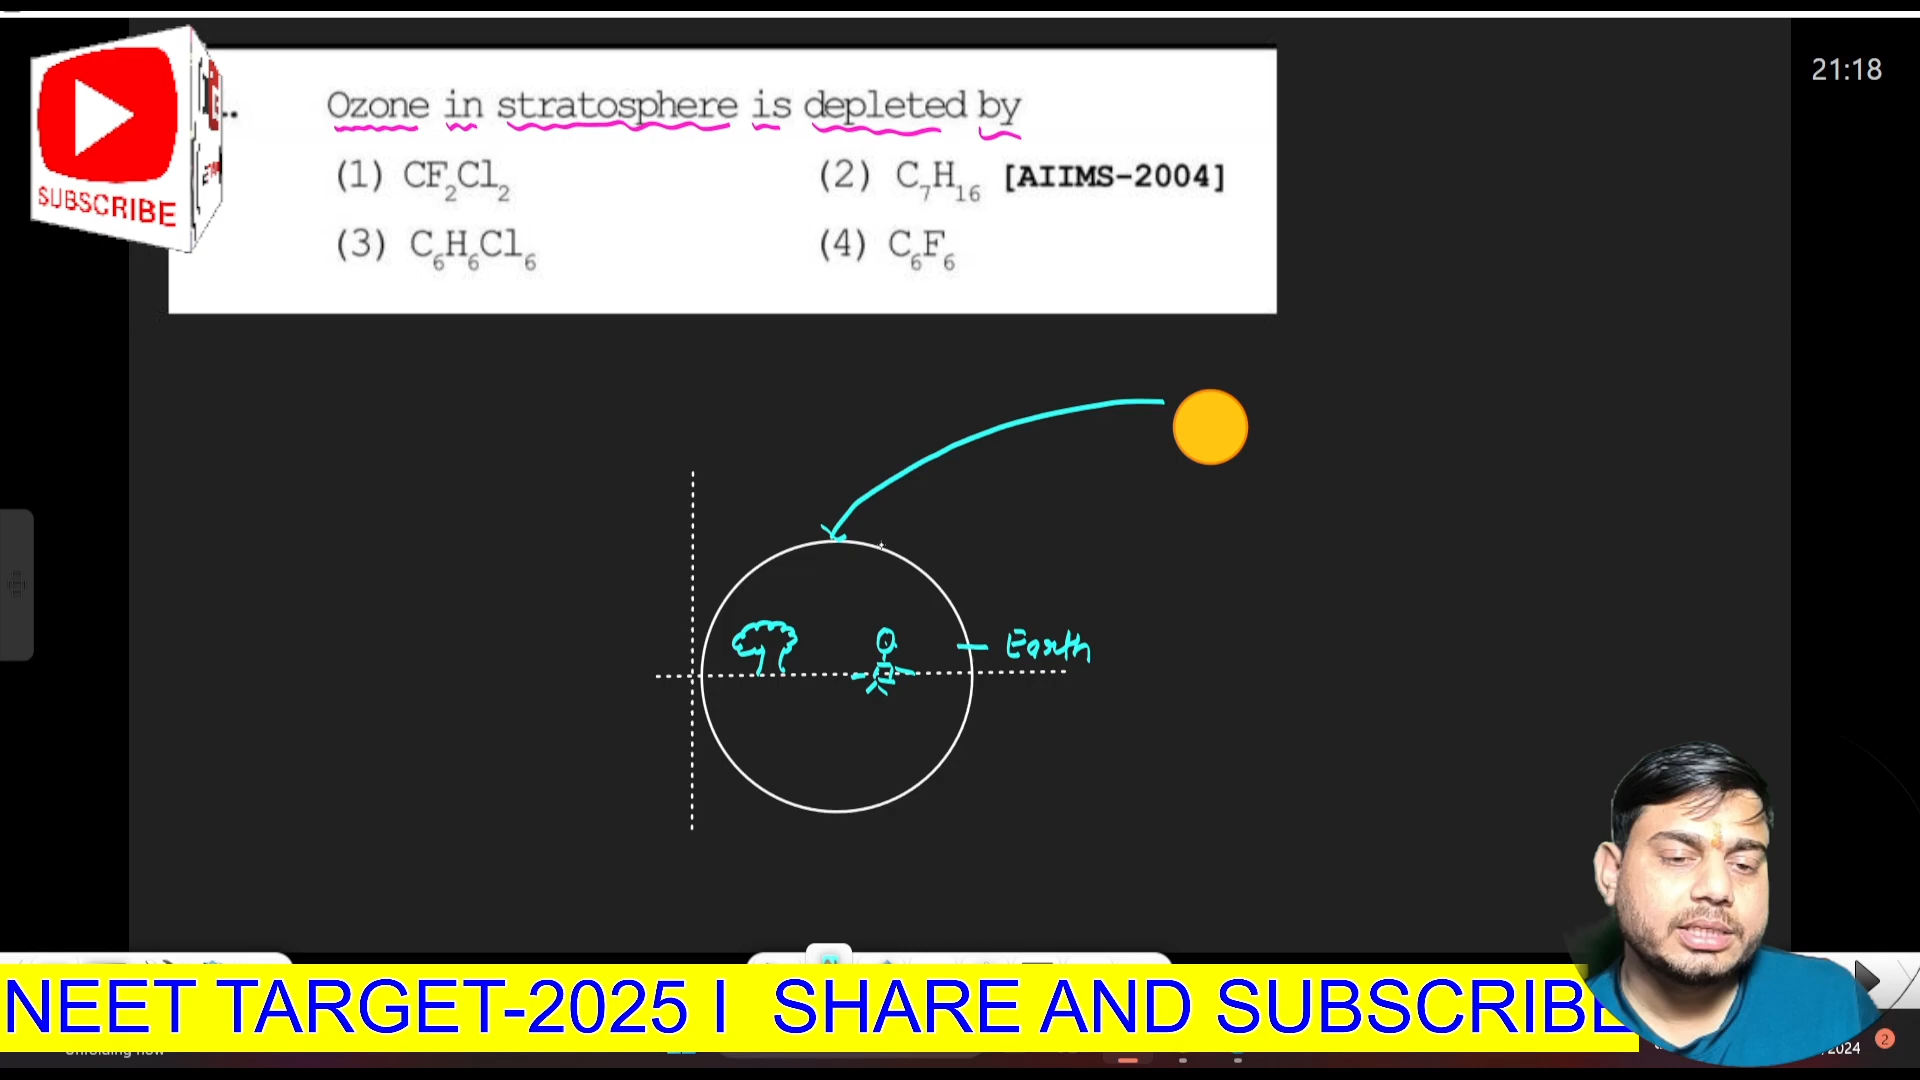 21:18
Ozone in stratosphere is depleted by
(1) CF₂Cl₂ (2) C₇H₁₆ [AIIMS-2004]
(3) C₆H₆Cl₆ (4) C₆F₆
SUBSCRIBE
Earth
NEET TARGET-2025 I SHARE AND SUBSCRIBE
2